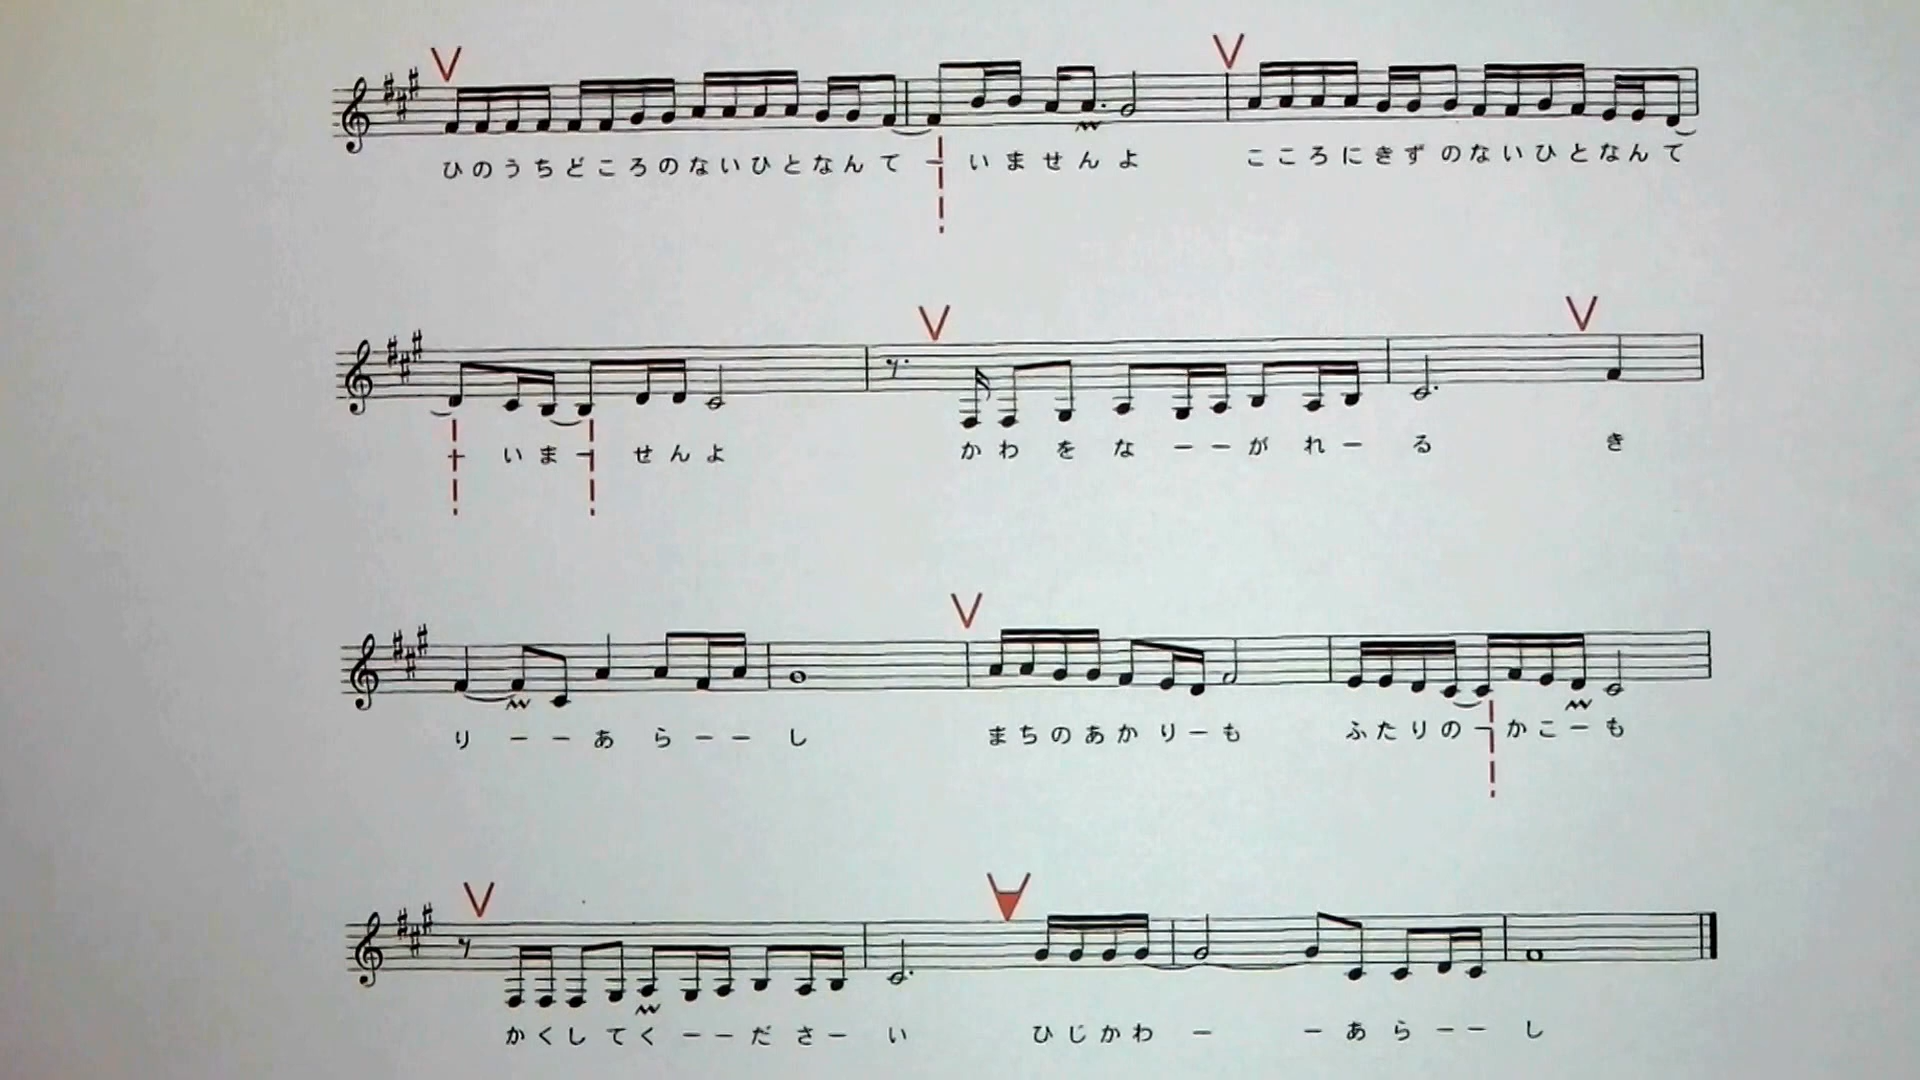 ひのうちどころのないひとなんて ー いませんよ こころにきずのないひとなんて
ー いまー せんよ かわをなーーがれー る き
りーーあらーー し まちのあかりーも ふたりのーかこーも
かくしてくーーださー い ひじかわ ー ーあらーー し